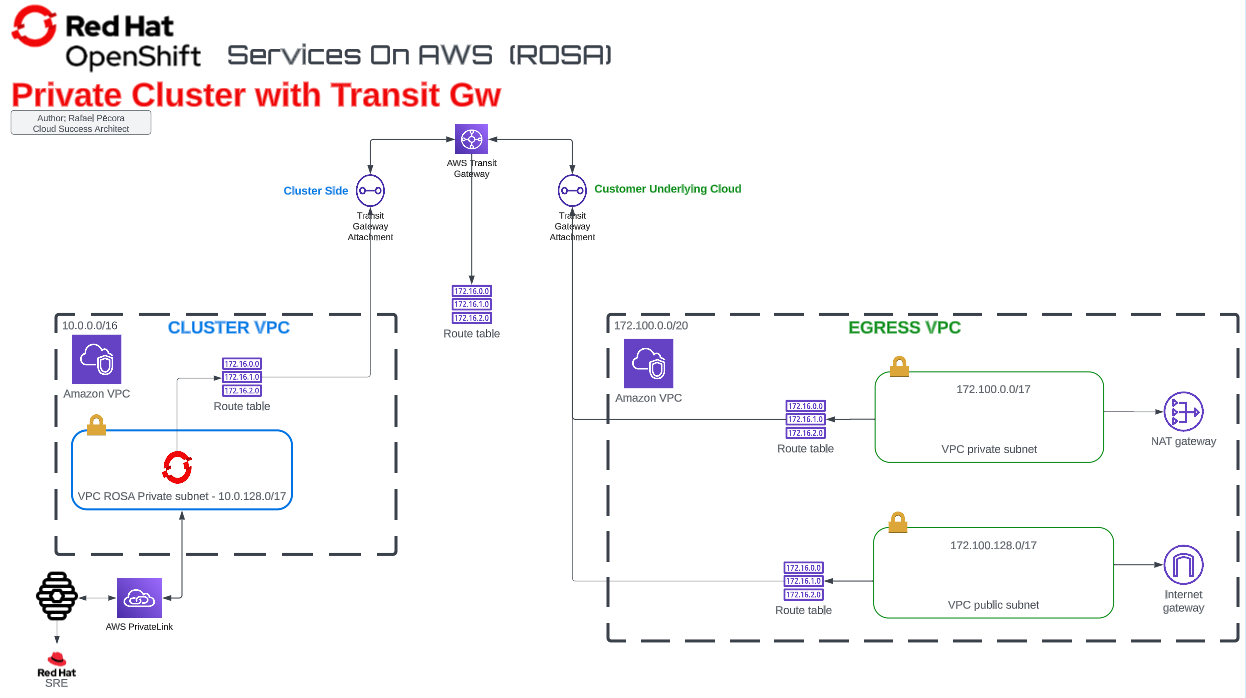 Red Hat
OpenShift
Services On AWS (ROSA)
Private Cluster with Transit Gw
Author; Rafael Pécora
Cloud Success Architect
AWS Transit
Gateway
Cluster Side
Customer Underlying Cloud
Transit
Gateway
Attachment
Transit
Gateway
Attachment
172.16.0.0
172.16.1.0
172.16.2.0
Route table
10.0.0.0/16
CLUSTER VPC
Amazon VPC
172.16.0.0
172.16.1.0
172.16.2.0
Route table
VPC ROSA Private subnet - 10.0.128.0/17
AWS PrivateLink
Red Hat
SRE
172.100.0.0/20
EGRESS VPC
Amazon VPC
172.16.0.0
172.16.1.0
172.16.2.0
Route table
172.100.0.0/17
VPC private subnet
NAT gateway
172.16.0.0
172.16.1.0
172.16.2.0
Route table
172.100.128.0/17
VPC public subnet
Internet
gateway